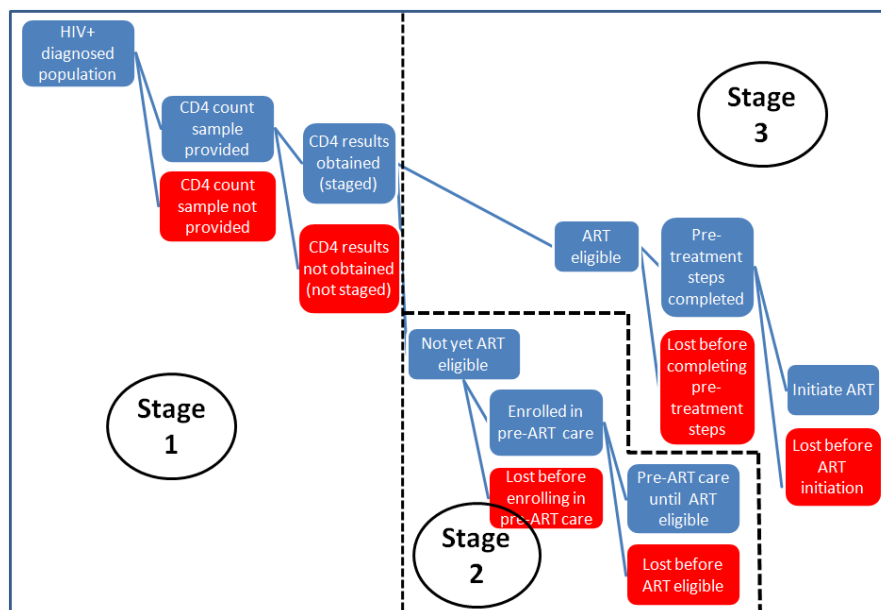 HIV+
diagnosed
population
CD4 count
sample
provided
CD4 count
sample not
provided
CD4 results
obtained
(staged)
CD4 results
not obtained
(not staged)
Stage
1
Not yet ART
eligible
Enrolled in
pre-ART care
Lost before
enrolling in
pre-ART care
Pre-ART care
until ART
eligible
Lost before
ART eligible
Stage
2
Stage
3
ART
eligible
Pre-
treatment
steps
completed
Lost before
completing
pre-
treatment
steps
Initiate ART
Lost before
ART
initiation